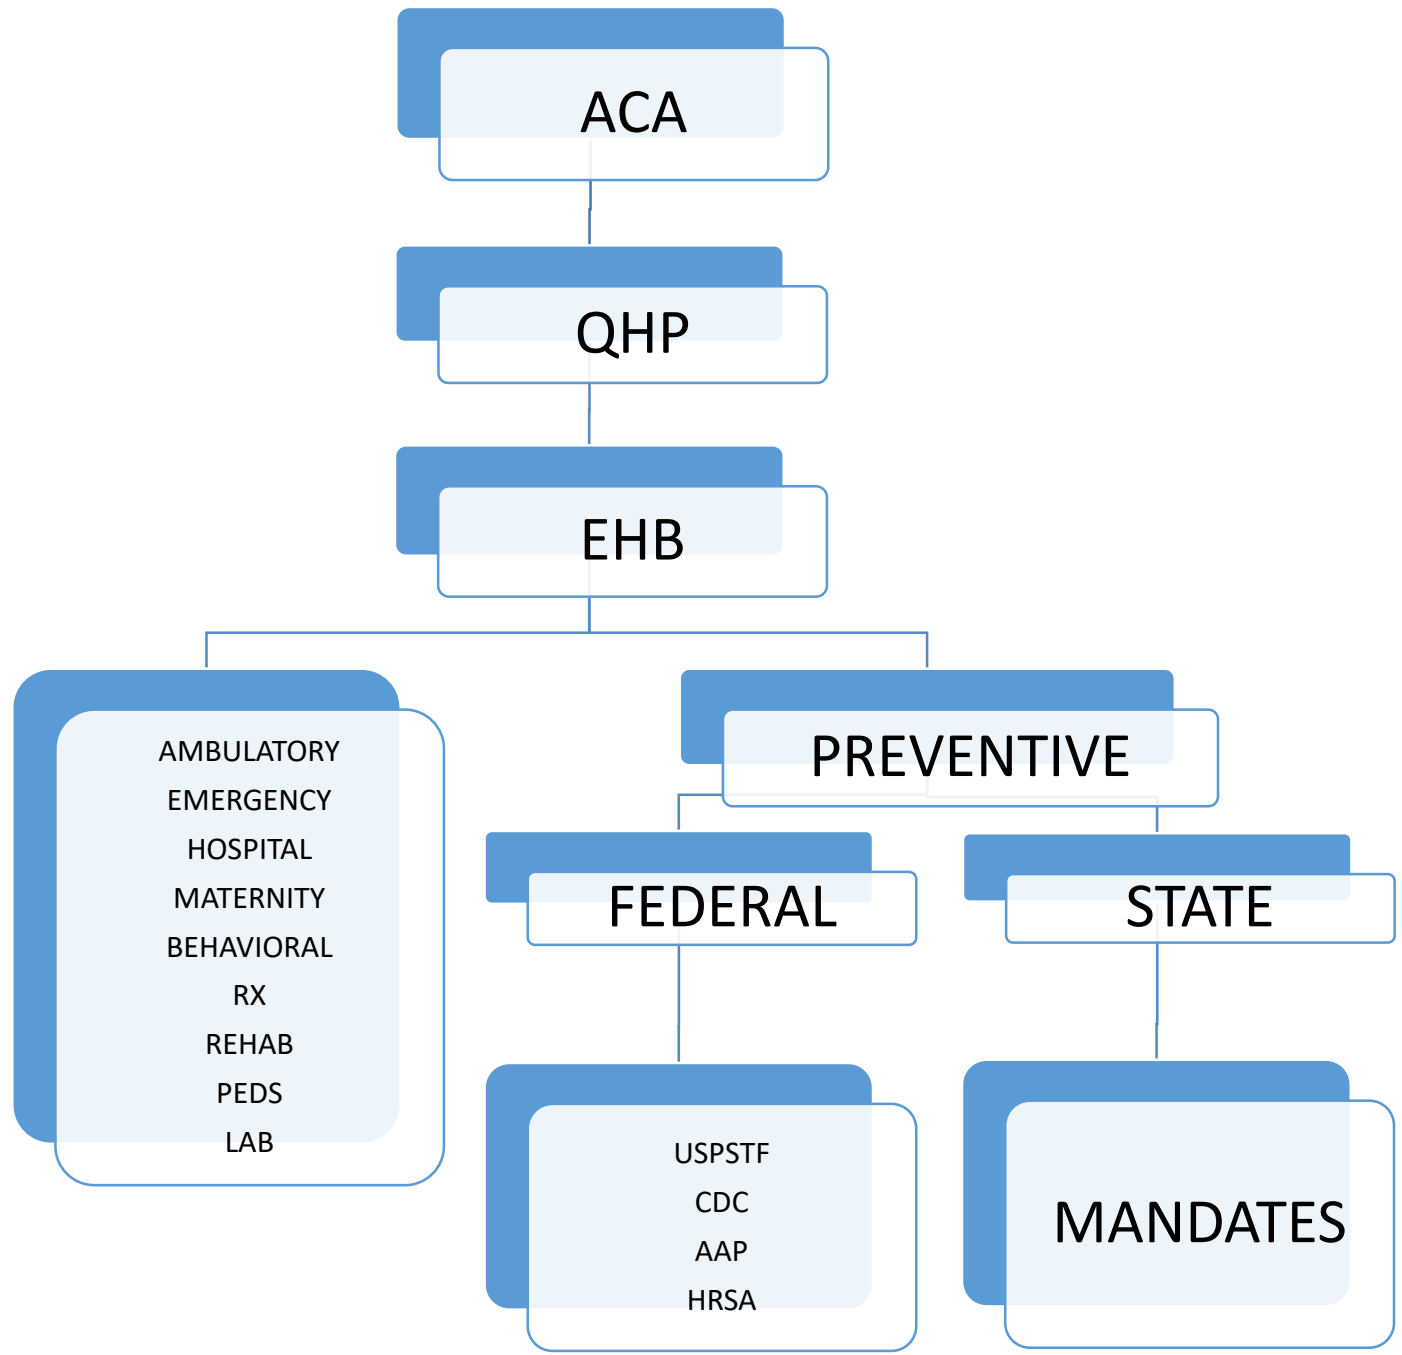 ACA
QHP
EHB
AMBULATORY
EMERGENCY
HOSPITAL
MATERNITY
BEHAVIORAL
RX
REHAB
PEDS
LAB
PREVENTIVE
FEDERAL
STATE
USPSTF
CDC
AAP
HRSA
MANDATES